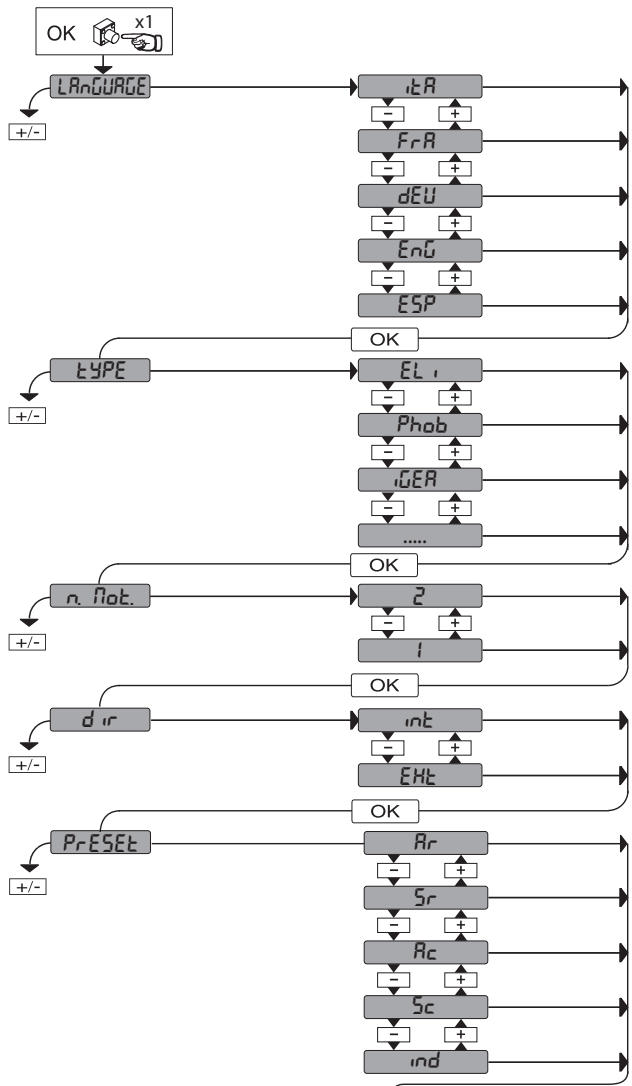 OK x1
LAnGUAGE
itA
+/-
- +
FrA
- +
dEU
- +
EnG
- +
ESP
OK
tYPE
ELi
+/-
- +
Phob
- +
iGEA
- +
.....
OK
n. Mot.
2
+/-
- +
1
OK
dir
int
+/-
- +
EHt
OK
PrESEt
Ar
+/-
- +
Sr
- +
Ac
- +
Sc
- +
ind